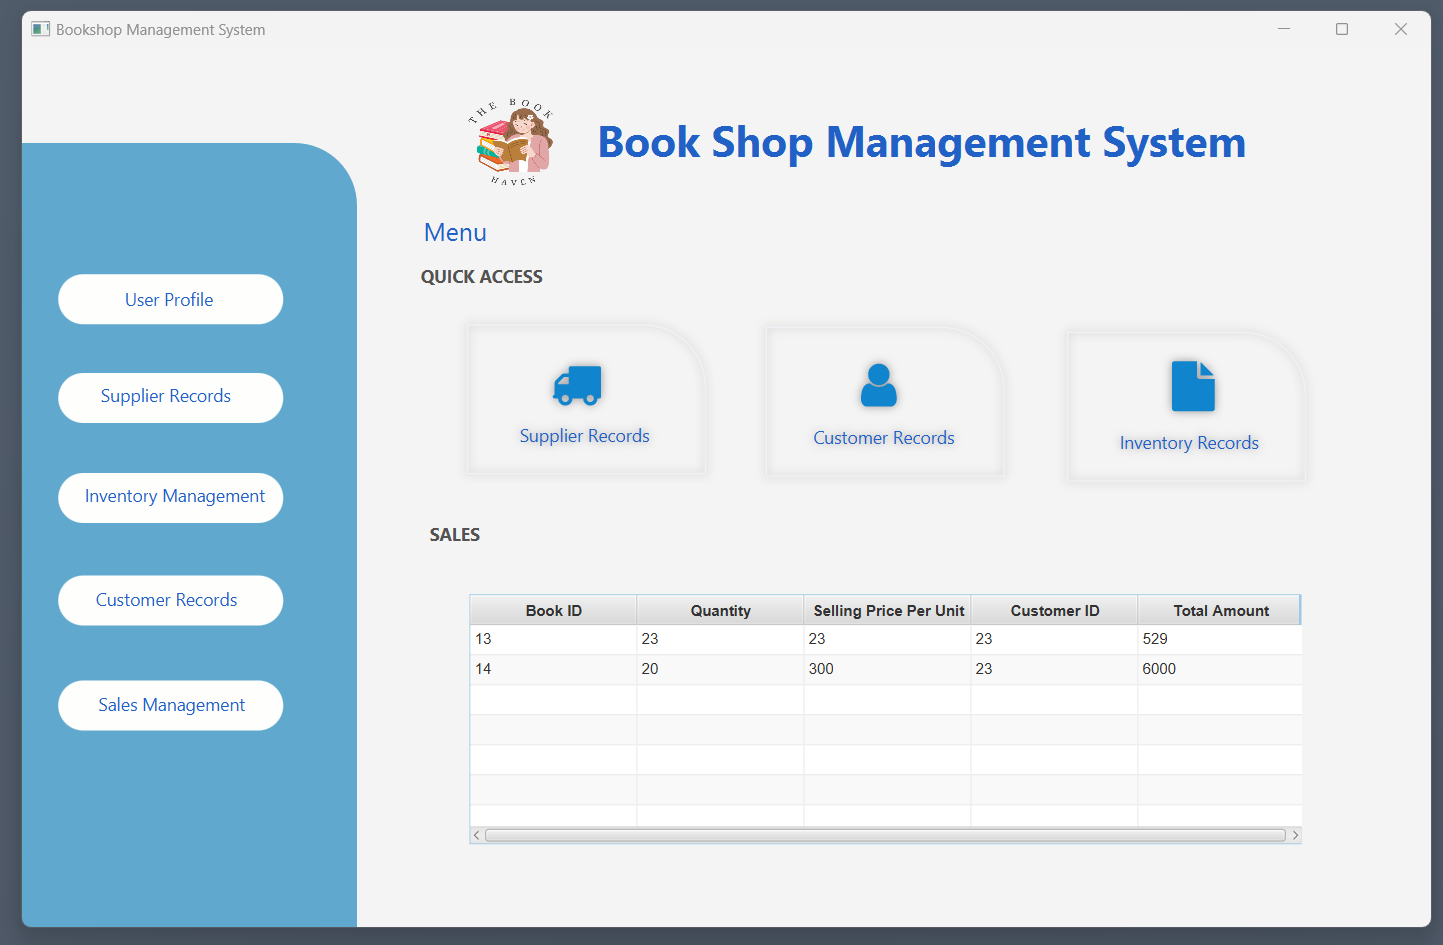 Bookshop Management System
THE BOOK
HAVEN
Book Shop Management System
Menu
QUICK ACCESS
User Profile
Supplier Records
Inventory Management
Customer Records
Sales Management
Supplier Records
Customer Records
Inventory Records
SALES
Book ID Quantity Selling Price Per Unit Customer ID Total Amount
13 23 23 23 529
14 20 300 23 6000